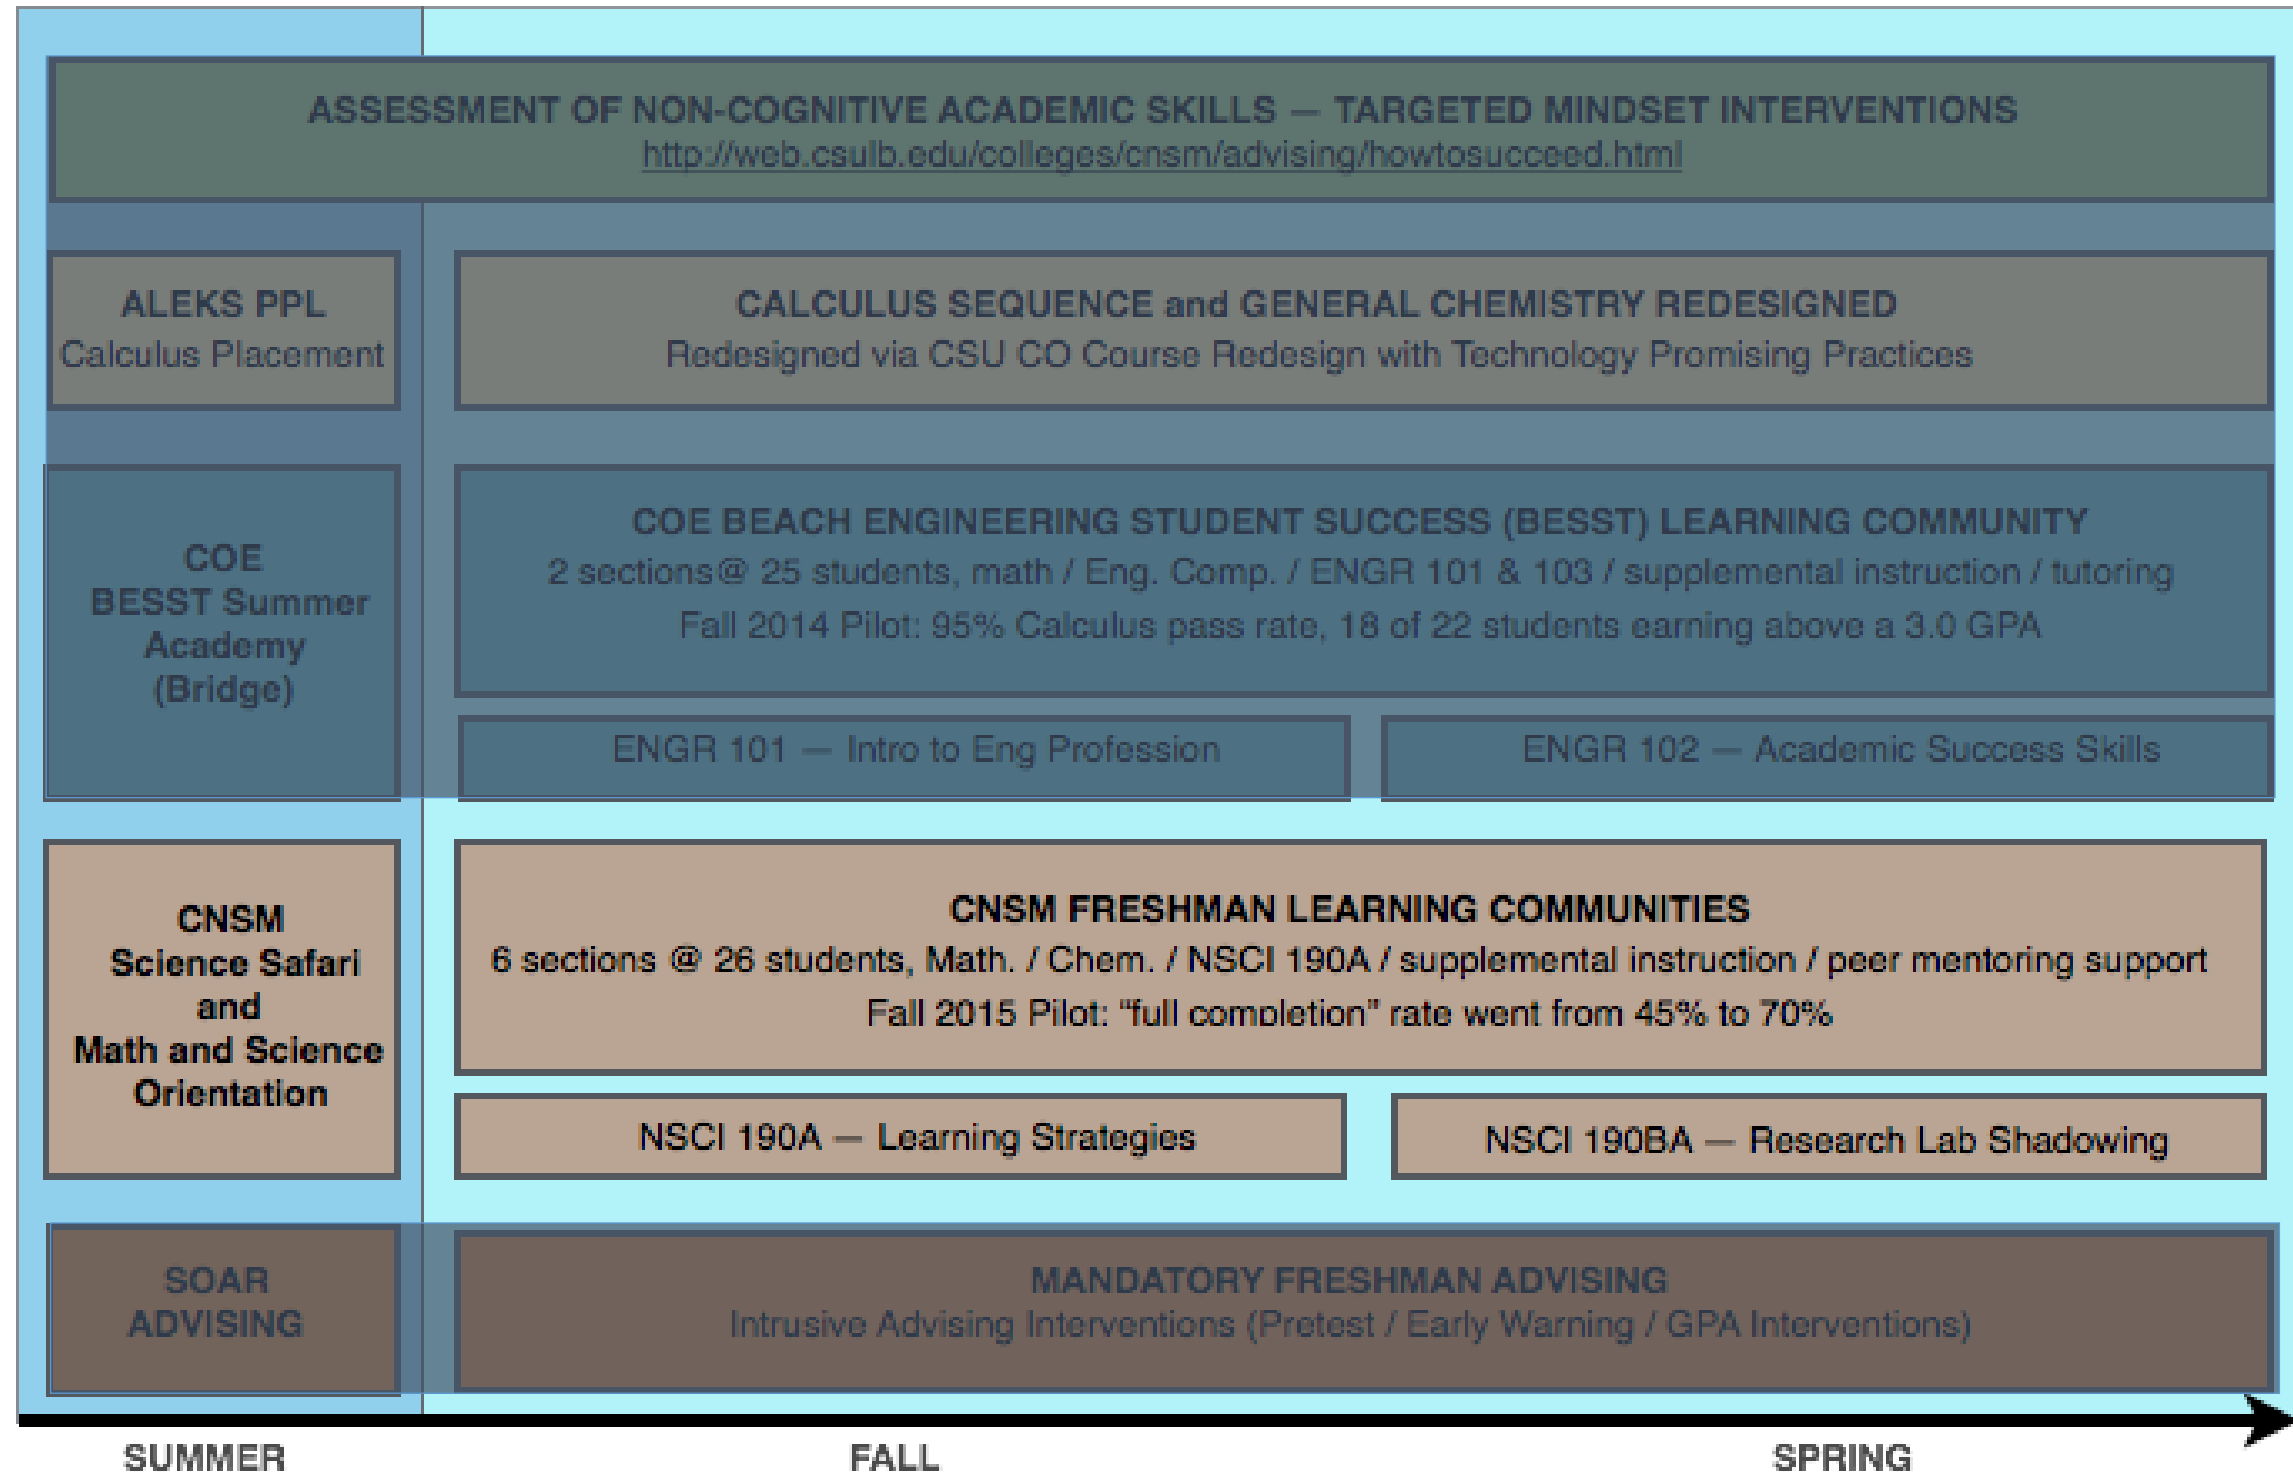 ASSESSMENT OF NON-COGNITIVE ACADEMIC SKILLS — TARGETED MINDSET INTERVENTIONS
http://web.csulb.edu/colleges/cnsm/advising/howtosucceed.html
ALEKS PPL
Calculus Placement
CALCULUS SEQUENCE and GENERAL CHEMISTRY REDESIGNED
Redesigned via CSU CO Course Redesign with Technology Promising Practices
COE
BESST Summer
Academy
(Bridge)
COE BEACH ENGINEERING STUDENT SUCCESS (BESST) LEARNING COMMUNITY
2 sections@ 25 students, math / Eng. Comp. / ENGR 101 & 103 / supplemental instruction / tutoring
Fall 2014 Pilot: 95% Calculus pass rate, 18 of 22 students earning above a 3.0 GPA
ENGR 101 — Intro to Eng Profession
ENGR 102 — Academic Success Skills
CNSM
Science Safari
and
Math and Science
Orientation
CNSM FRESHMAN LEARNING COMMUNITIES
6 sections @ 26 students, Math. / Chem. / NSCI 190A / supplemental instruction / peer mentoring support
Fall 2015 Pilot: “full completion” rate went from 45% to 70%
NSCI 190A — Learning Strategies
NSCI 190BA — Research Lab Shadowing
SOAR
ADVISING
MANDATORY FRESHMAN ADVISING
Intrusive Advising Interventions (Pretest / Early Warning / GPA Interventions)
SUMMER
FALL
SPRING